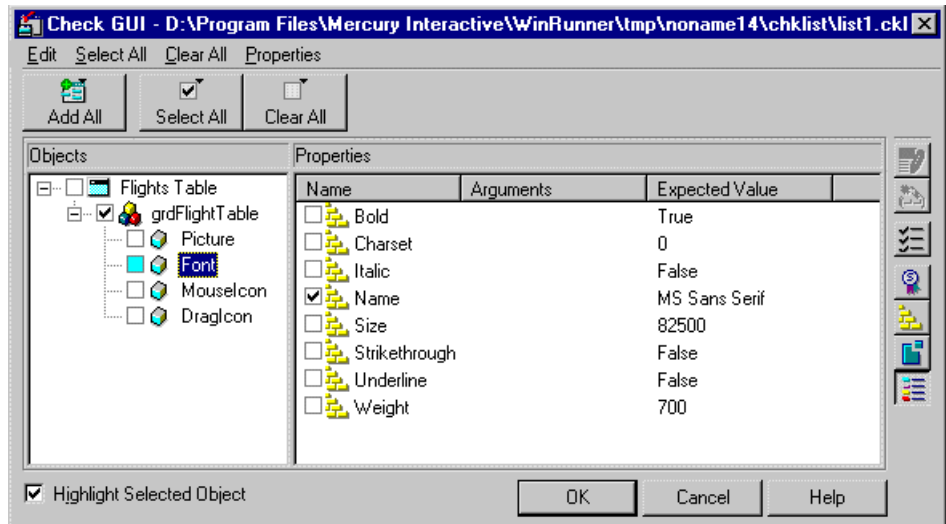 Check GUI - D:\Program Files\Mercury Interactive\WinRunner\tmp\noname14\chklist\list1.ckl
Edit Select All Clear All Properties
Add All Select All Clear All
Objects Properties
Flights Table
grdFlightTable
Picture
Font
MouseIcon
DragIcon
Name Arguments Expected Value
Bold True
Charset 0
Italic False
Name MS Sans Serif
Size 82500
Strikethrough False
Underline False
Weight 700
Highlight Selected Object
OK Cancel Help